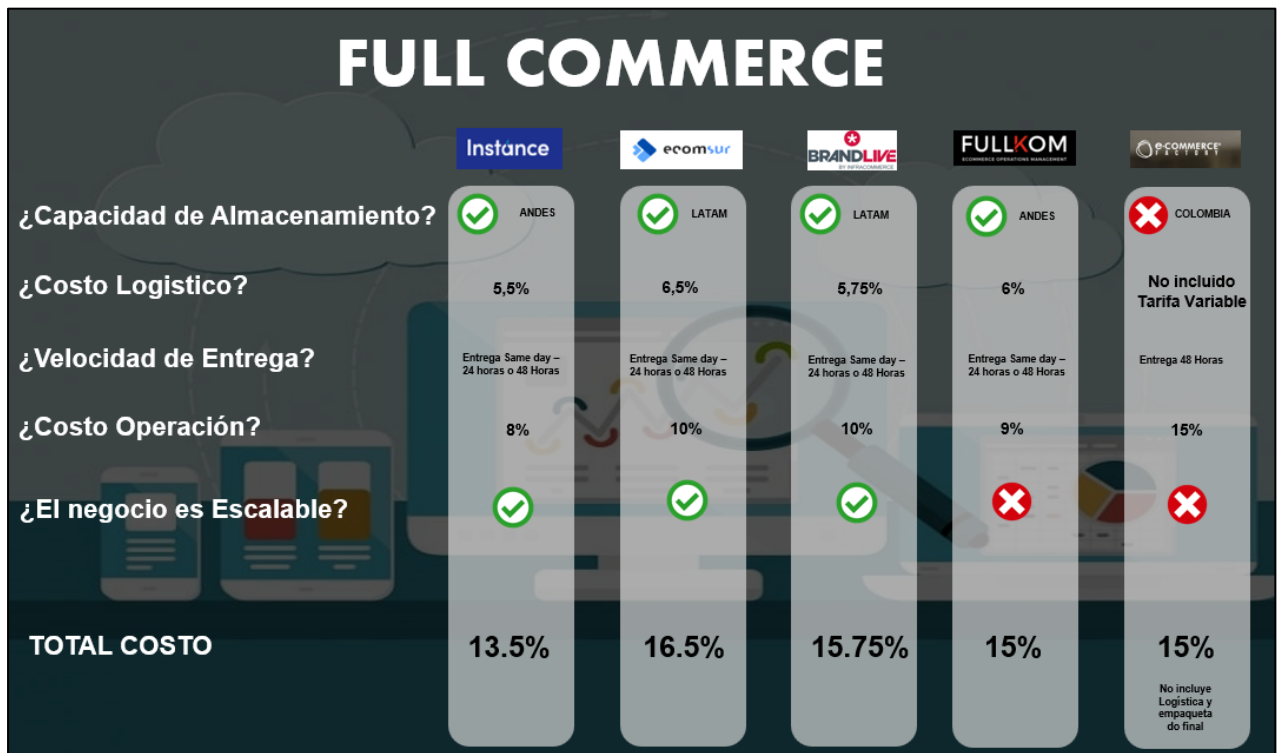 FULL COMMERCE
Instance
ecomsur
BRANDLIVE
BY INFRACOMMERCE
FULLKOM
ECOMMERCE OPERATIONS MANAGEMENT
e-COMMERCE
FACTORY
¿Capacidad de Almacenamiento? ANDES LATAM LATAM ANDES COLOMBIA
¿Costo Logistico? 5,5% 6,5% 5,75% 6% No incluido
Tarifa Variable
¿Velocidad de Entrega?
Entrega Same day –
24 horas o 48 Horas
Entrega Same day –
24 horas o 48 Horas
Entrega Same day –
24 horas o 48 Horas
Entrega Same day –
24 horas o 48 Horas
Entrega 48 Horas
¿Costo Operación? 8% 10% 10% 9% 15%
¿El negocio es Escalable?
TOTAL COSTO 13.5% 16.5% 15.75% 15% 15%
No incluye
Logística y
empaqueta
do final